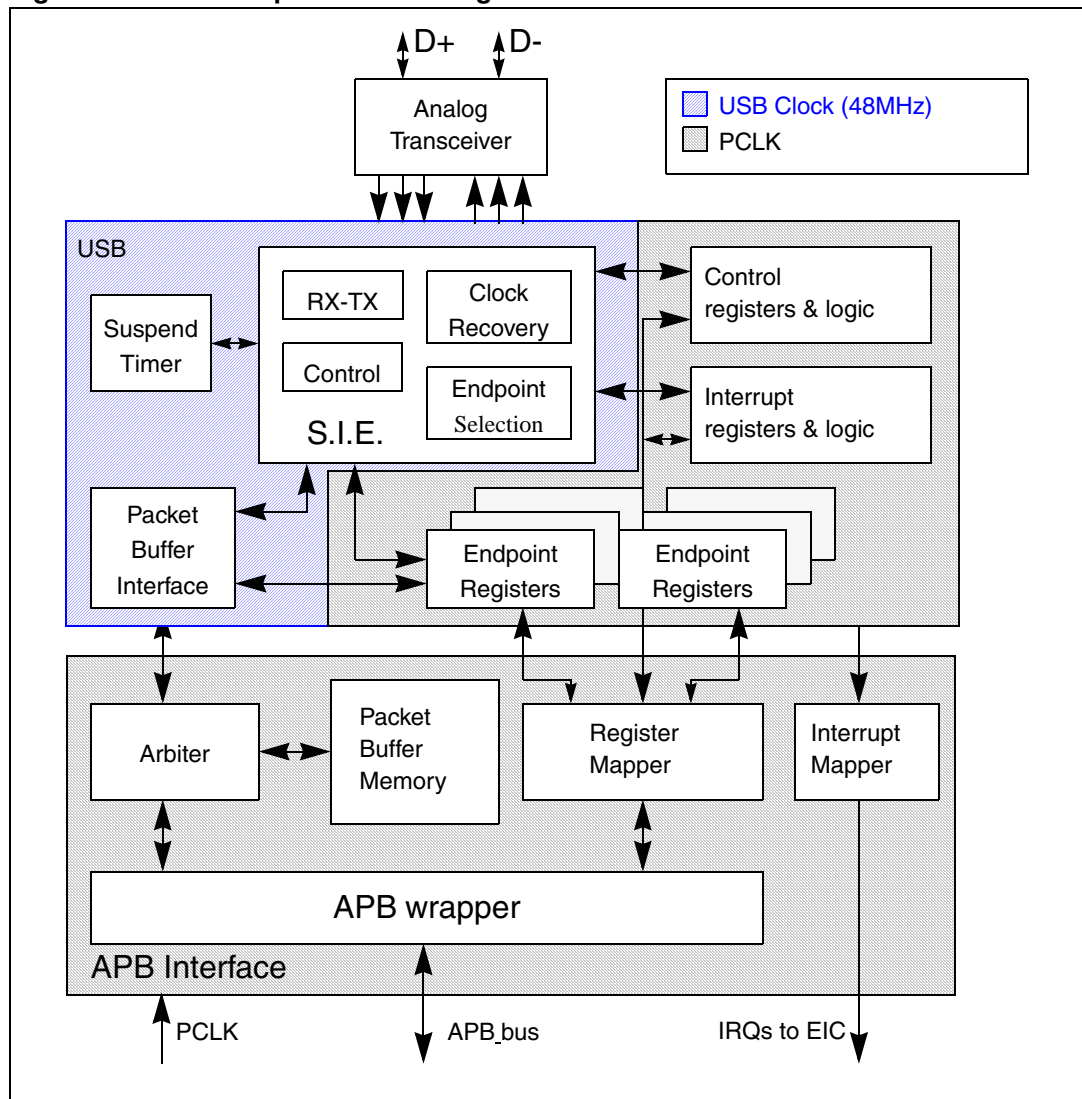 D+ D-
Analog
Transceiver
USB Clock (48MHz)
PCLK
USB
RX-TX
Clock
Recovery
Control
registers & logic
Suspend
Timer
Control
Endpoint
Selection
S.I.E.
Interrupt
registers & logic
Packet
Buffer
Interface
Endpoint
Registers
Endpoint
Registers
Arbiter
Packet
Buffer
Memory
Register
Mapper
Interrupt
Mapper
APB wrapper
APB Interface
PCLK
APB_bus
IRQs to EIC